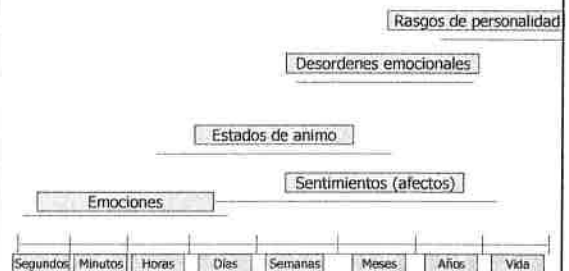 Rasgos de personalidad
Desordenes emocionales
Estados de animo
Sentimientos (afectos)
Emociones
Segundos Minutos Horas Días Semanas Meses Años Vida